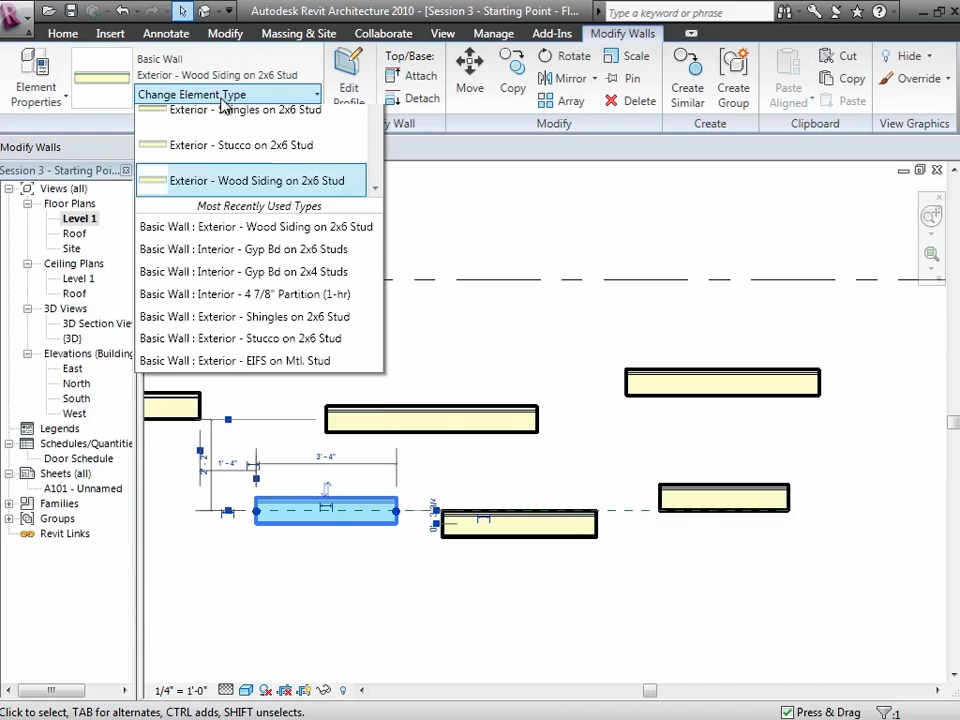 Autodesk Revit Architecture 2010 - [Session 3 - Starting Point - Fl...
Type a keyword or phrase
Home Insert Annotate Modify Massing & Site Collaborate View Manage Add-Ins Modify Walls
Element Properties
Basic Wall
Exterior - Wood Siding on 2x6 Stud
Change Element Type
Edit Profile
Top/Base:
Attach
Detach
Move
Copy
Rotate
Mirror
Array
Scale
Pin
Delete
Create Similar
Create Group
Paste Aligned
Cut
Copy
Paste
Hide
Override
Wall
Modify
Create
Clipboard
View Graphics
Modify Walls
Exterior - Shingles on 2x6 Stud
Exterior - Stucco on 2x6 Stud
Exterior - Wood Siding on 2x6 Stud
Most Recently Used Types
Basic Wall : Exterior - Wood Siding on 2x6 Stud
Basic Wall : Interior - Gyp Bd on 2x6 Studs
Basic Wall : Interior - Gyp Bd on 2x4 Studs
Basic Wall : Interior - 4 7/8" Partition (1-hr)
Basic Wall : Exterior - Shingles on 2x6 Stud
Basic Wall : Exterior - Stucco on 2x6 Stud
Basic Wall : Exterior - EIFS on Mtl. Stud
Session 3 - Starting Poi...
Views (all)
Floor Plans
Level 1
Roof
Site
Ceiling Plans
Level 1
Roof
3D Views
3D Section Vie
{3D}
Elevations (Building
East
North
South
West
Legends
Schedules/Quantitie
Door Schedule
Sheets (all)
A101 - Unnamed
Families
Groups
Revit Links
1' - 4"
3' - 4"
1/4" = 1'-0"
Click to select, TAB for alternates, CTRL adds, SHIFT unselects.
Press & Drag
:1